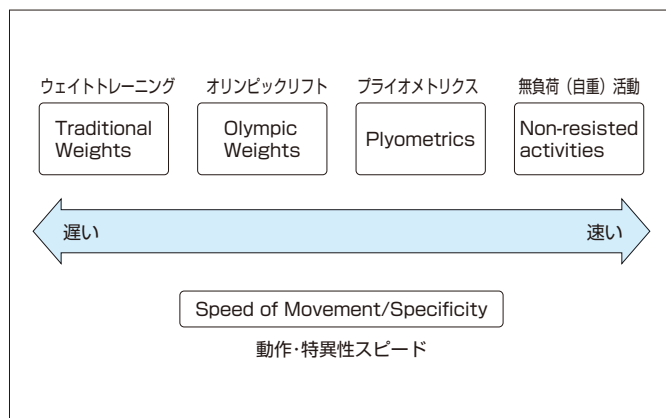 ウェイトトレーニング
オリンピックリフト
プライオメトリクス
無負荷（自重）活動
Traditional
Weights
Olympic
Weights
Plyometrics
Non-resisted
activities
遅い
速い
Speed of Movement/Specificity
動作・特異性スピード